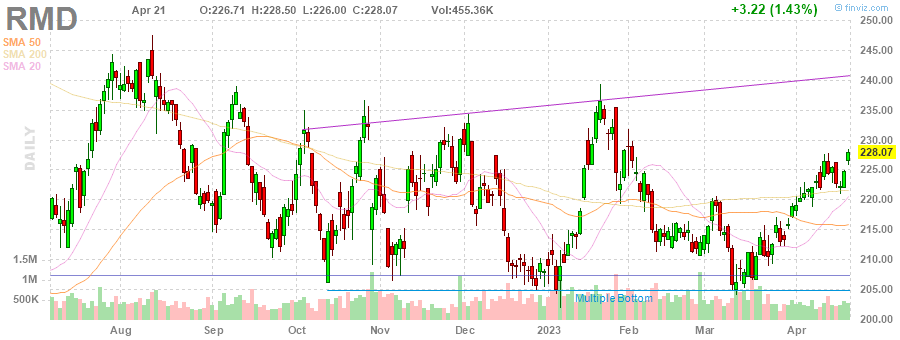 RMD
Apr 21 O:226.71 H:228.50 L:226.00 C:228.07 Vol:455.36K +3.22 (1.43%)
© finviz.com
SMA 50
SMA 200
SMA 20
DAILY
250.00
245.00
240.00
235.00
230.00
228.07
225.00
220.00
215.00
210.00
205.00
200.00
1.5M
1M
500K
Multiple Bottom
Aug Sep Oct Nov Dec 2023 Feb Mar Apr